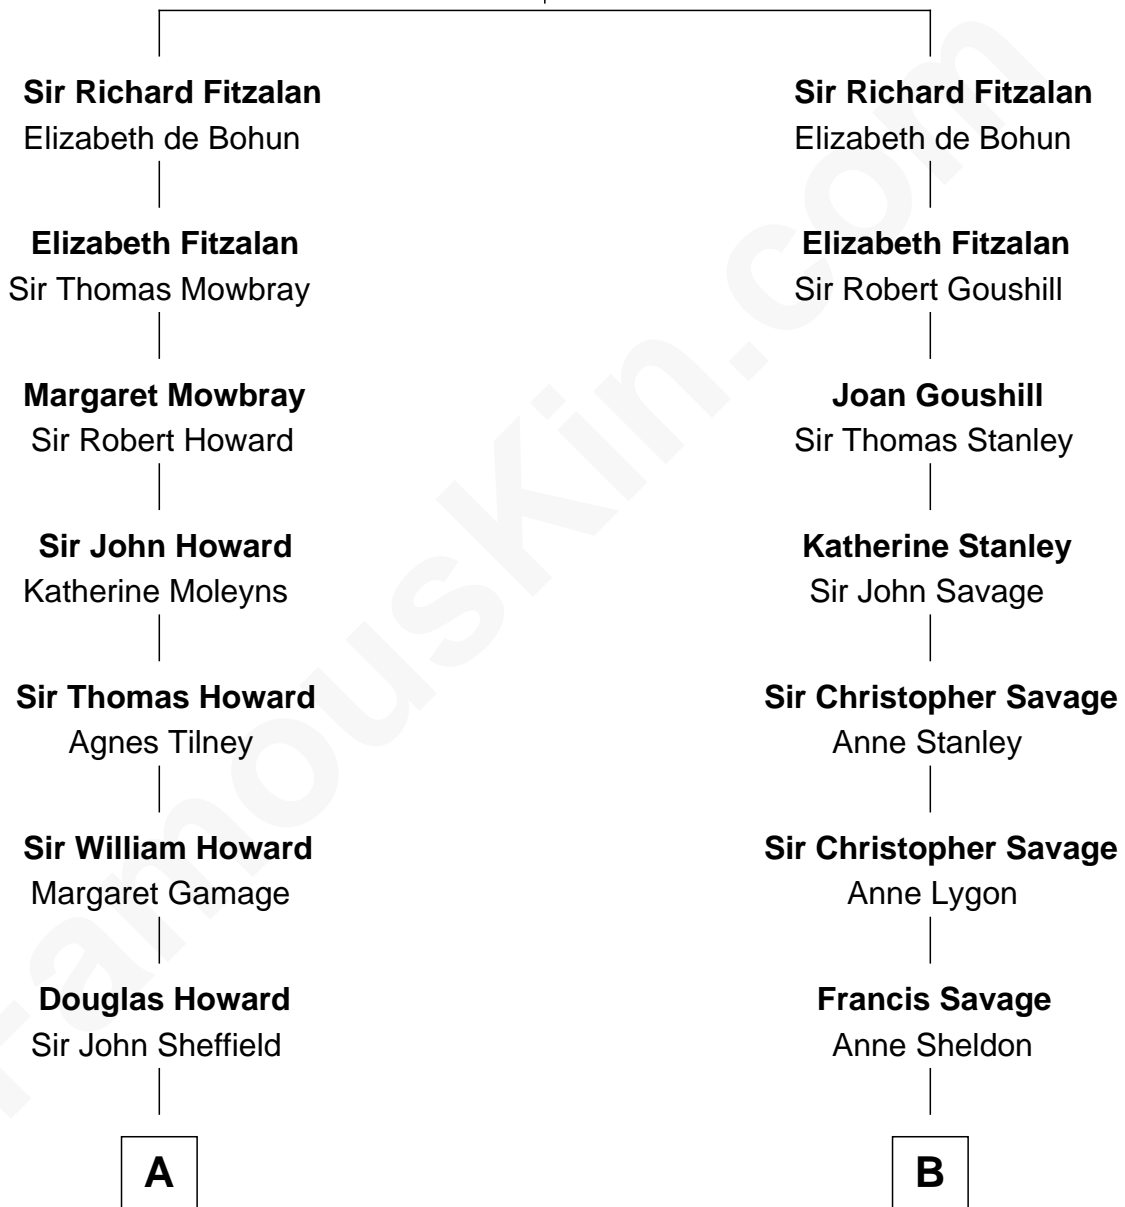 Sir Richard Fitzalan
Elizabeth de Bohun
Elizabeth Fitzalan
Sir Thomas Mowbray
Margaret Mowbray
Sir Robert Howard
Sir John Howard
Katherine Moleyns
Sir Thomas Howard
Agnes Tilney
Sir William Howard
Margaret Gamage
Douglas Howard
Sir John Sheffield
A
Sir Richard Fitzalan
Elizabeth de Bohun
Elizabeth Fitzalan
Sir Robert Goushill
Joan Goushill
Sir Thomas Stanley
Katherine Stanley
Sir John Savage
Sir Christopher Savage
Anne Stanley
Sir Christopher Savage
Anne Lygon
Francis Savage
Anne Sheldon
B
FamousKin.com